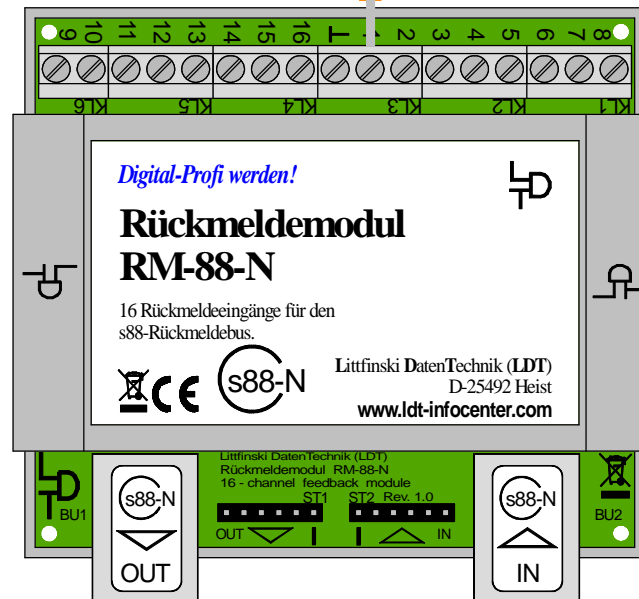 9 10 11 12 13 14 15 16 ⊥ 1 2 3 4 5 6 7 8
KL6 KL5 KL4 KL3 KL2 KL1
Digital-Profi werden!
LTD
Rückmeldemodul
RM-88-N
16 Rückmeldeeingänge für den
s88-Rückmeldebus.
CE
s88-N
Littfinski DatenTechnik (LDT)
D-25492 Heist
www.ldt-infocenter.com
Littfinski DatenTechnik (LDT)
Rückmeldemodul RM-88-N
16 - channel feedback module
ST1 ST2 Rev. 1.0
LTD
BU1
s88-N
OUT
OUT
IN
s88-N
IN
BU2